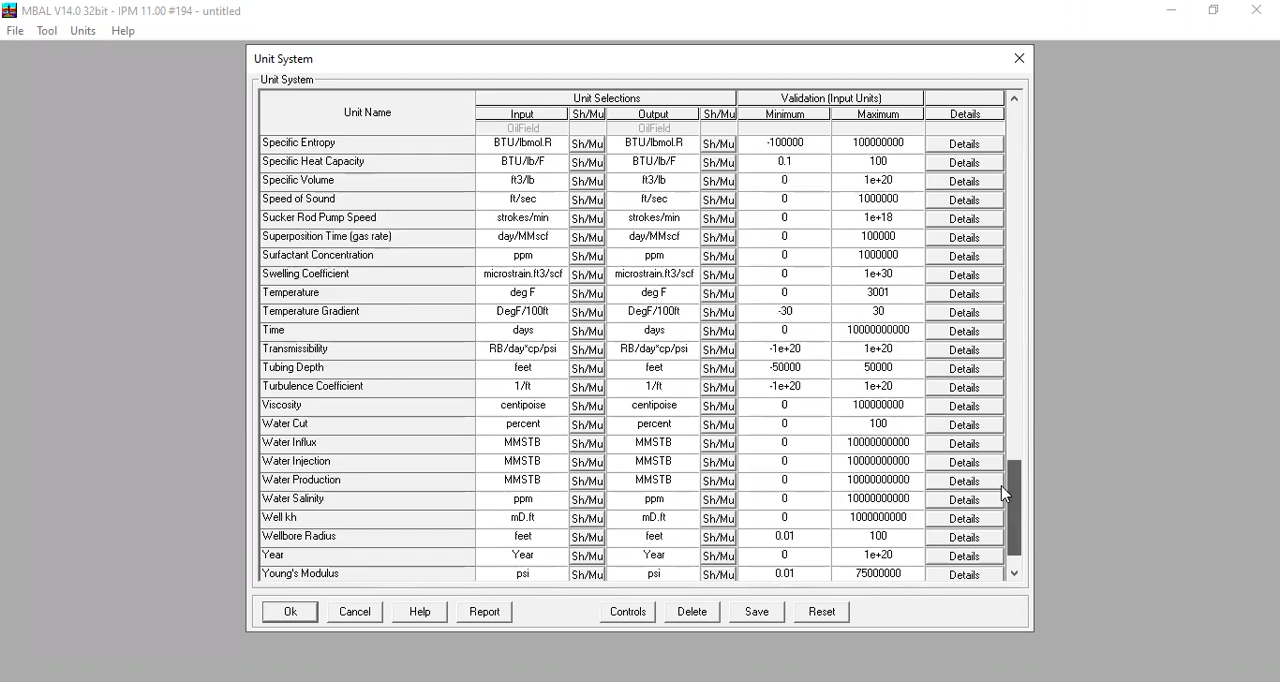 MBAL V14.0 32bit - IPM 11.00 #194 - untitled
File Tool Units Help
Unit System
Unit System
Unit Name Unit Selections Validation (Input Units)
Input Sh/Mu Output Sh/Mu Minimum Maximum Details
OilField OilField
Specific Entropy BTU/lbmol.R Sh/Mu BTU/lbmol.R Sh/Mu -100000 100000000 Details
Specific Heat Capacity BTU/lb/F Sh/Mu BTU/lb/F Sh/Mu 0.1 100 Details
Specific Volume ft3/lb Sh/Mu ft3/lb Sh/Mu 0 1e+20 Details
Speed of Sound ft/sec Sh/Mu ft/sec Sh/Mu 0 1000000 Details
Sucker Rod Pump Speed strokes/min Sh/Mu strokes/min Sh/Mu 0 1e+18 Details
Superposition Time (gas rate) day/MMscf Sh/Mu day/MMscf Sh/Mu 0 100000 Details
Surfactant Concentration ppm Sh/Mu ppm Sh/Mu 0 1000000 Details
Swelling Coefficient microstrain.ft3/scf Sh/Mu microstrain.ft3/scf Sh/Mu 0 1e+30 Details
Temperature deg F Sh/Mu deg F Sh/Mu 0 3001 Details
Temperature Gradient DegF/100ft Sh/Mu DegF/100ft Sh/Mu -30 30 Details
Time days Sh/Mu days Sh/Mu 0 10000000000 Details
Transmissibility RB/day*cp/psi Sh/Mu RB/day*cp/psi Sh/Mu -1e+20 1e+20 Details
Tubing Depth feet Sh/Mu feet Sh/Mu -50000 50000 Details
Turbulence Coefficient 1/ft Sh/Mu 1/ft Sh/Mu -1e+20 1e+20 Details
Viscosity centipoise Sh/Mu centipoise Sh/Mu 0 100000000 Details
Water Cut percent Sh/Mu percent Sh/Mu 0 100 Details
Water Influx MMSTB Sh/Mu MMSTB Sh/Mu 0 10000000000 Details
Water Injection MMSTB Sh/Mu MMSTB Sh/Mu 0 10000000000 Details
Water Production MMSTB Sh/Mu MMSTB Sh/Mu 0 10000000000 Details
Water Salinity ppm Sh/Mu ppm Sh/Mu 0 10000000000 Details
Well kh mD.ft Sh/Mu mD.ft Sh/Mu 0 1000000000 Details
Wellbore Radius feet Sh/Mu feet Sh/Mu 0.01 100 Details
Year Year Sh/Mu Year Sh/Mu 0 1e+20 Details
Young's Modulus psi Sh/Mu psi Sh/Mu 0.01 75000000 Details
Ok Cancel Help Report Controls Delete Save Reset